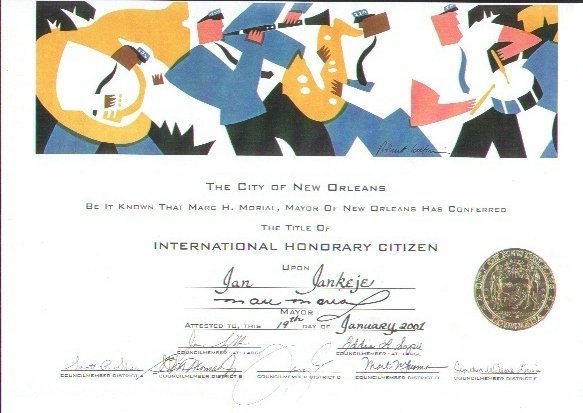 THE CITY OF NEW ORLEANS
BE IT KNOWN THAT MARC H. MORIAL, MAYOR OF NEW ORLEANS HAS CONFERRED
THE TITLE OF
INTERNATIONAL HONORARY CITIZEN
UPON
Jan Jankeje
MAYOR
ATTESTED TO, THIS 19th DAY OF January, 2001
COUNCILMEMBER - AT LARGE COUNCILMEMBER - AT LARGE
COUNCILMEMBER DISTRICT A COUNCILMEMBER DISTRICT B COUNCILMEMBER DISTRICT C COUNCILMEMBER DISTRICT D COUNCILMEMBER DISTRICT E